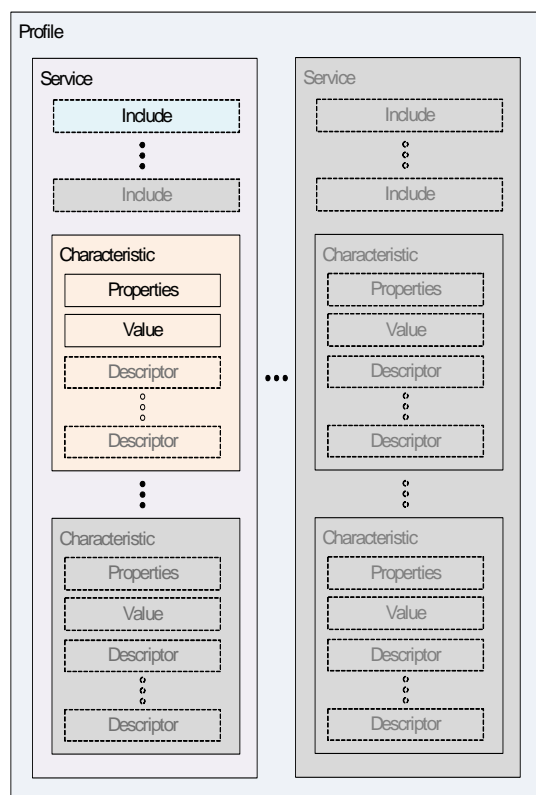 Profile
Service
Include
Include
Characteristic
Properties
Value
Descriptor
Descriptor
Characteristic
Properties
Value
Descriptor
Descriptor
Service
Include
Include
Characteristic
Properties
Value
Descriptor
Descriptor
Characteristic
Properties
Value
Descriptor
Descriptor